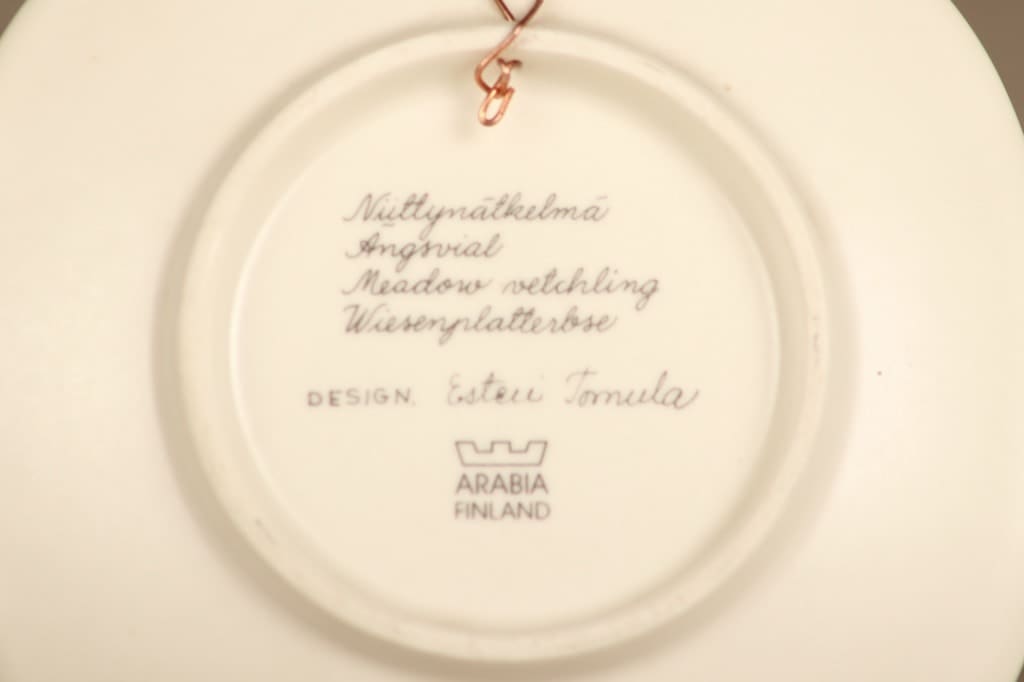 Niittynätkelmä
Ängsvial
Meadow vetchling
Wiesenplatterbse
DESIGN. Esteri Tomula
ARABIA
FINLAND